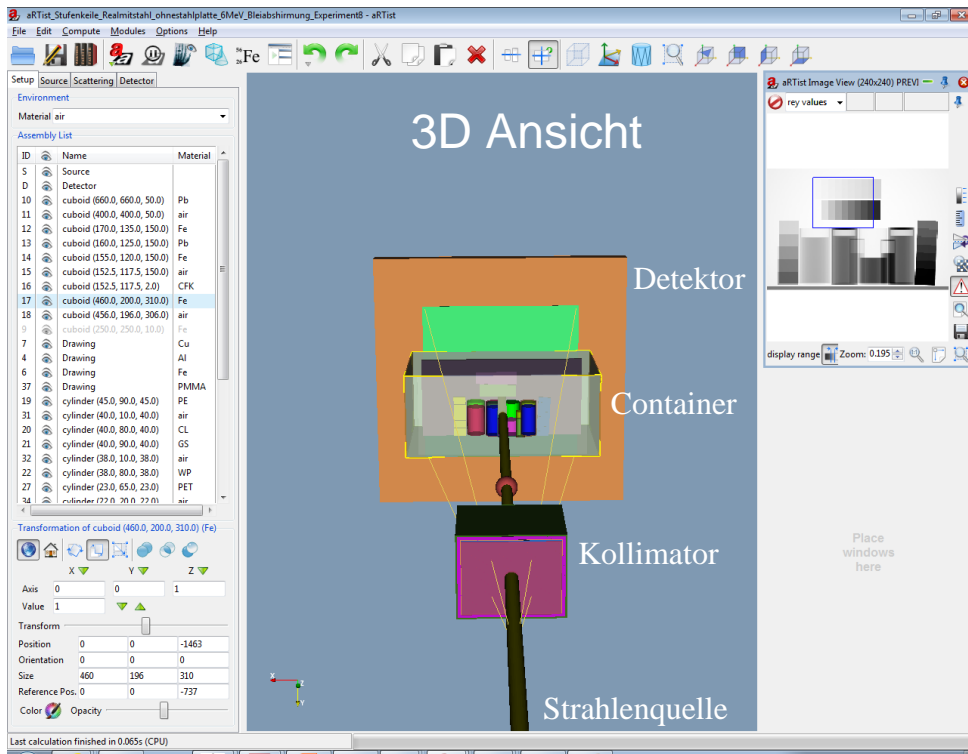 aRTist_Stufenkeile_Realmitstahl_ohnestahlplatte_6MeV_Bleiabshirmung_Experiment8 - aRTist
File Edit Compute Modules Options Help
Fe
Setup Source Scattering Detector
Environment
Material air
Assembly List
ID Name Material
S Source
D Detector
10 cuboid (660.0, 660.0, 50.0) Pb
11 cuboid (400.0, 400.0, 50.0) air
12 cuboid (170.0, 135.0, 150.0) Fe
13 cuboid (160.0, 125.0, 150.0) Pb
14 cuboid (155.0, 120.0, 150.0) Fe
15 cuboid (152.5, 117.5, 150.0) air
16 cuboid (152.5, 117.5, 2.0) CFK
17 cuboid (460.0, 200.0, 310.0) Fe
18 cuboid (456.0, 196.0, 306.0) air
9 cuboid (250.0, 250.0, 10.0) Fe
7 Drawing Cu
4 Drawing Al
6 Drawing Fe
37 Drawing PMMA
19 cylinder (45.0, 90.0, 45.0) PE
31 cylinder (40.0, 10.0, 40.0) air
20 cylinder (40.0, 80.0, 40.0) CL
21 cylinder (40.0, 90.0, 40.0) GS
32 cylinder (38.0, 10.0, 38.0) air
22 cylinder (38.0, 80.0, 38.0) WP
27 cylinder (23.0, 65.0, 23.0) PET
34 cylinder (22.0, 20.0, 22.0) air
Transformation of cuboid (460.0, 200.0, 310.0) (Fe)
X Y Z
Axis 0 0 1
Value 1
Transform
Position 0 0 -1463
Orientation 0 0 0
Size 460 196 310
Reference Pos. 0 0 -737
Color Opacity
Last calculation finished in 0.065s (CPU)
3D Ansicht
Detektor
Container
Kollimator
Strahlenquelle
X
Z
Y
aRTist Image View (240x240) PREVI
rey values
display range Zoom: 0.195
Place
windows
here